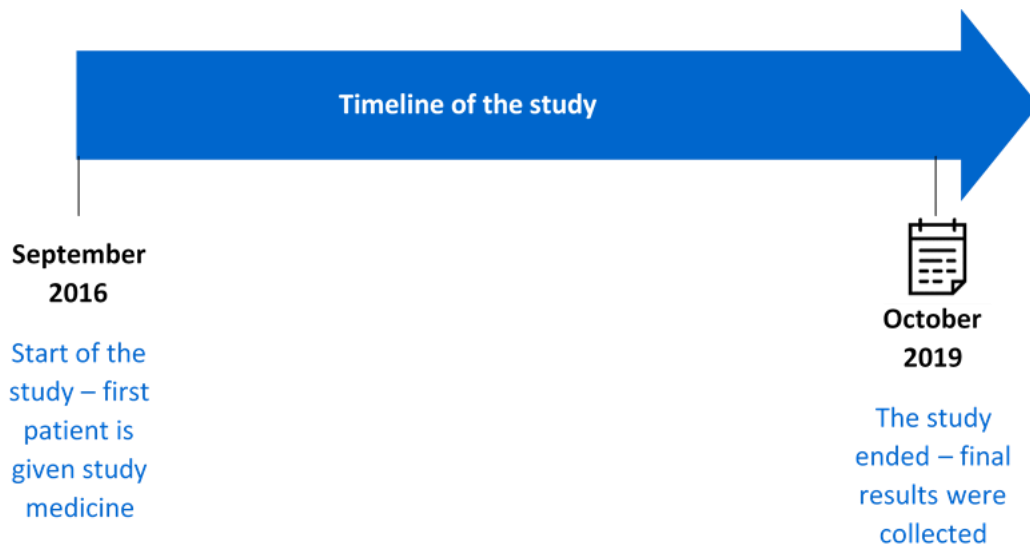 Timeline of the study
September
2016
Start of the
study – first
patient is
given study
medicine
October
2019
The study
ended – final
results were
collected